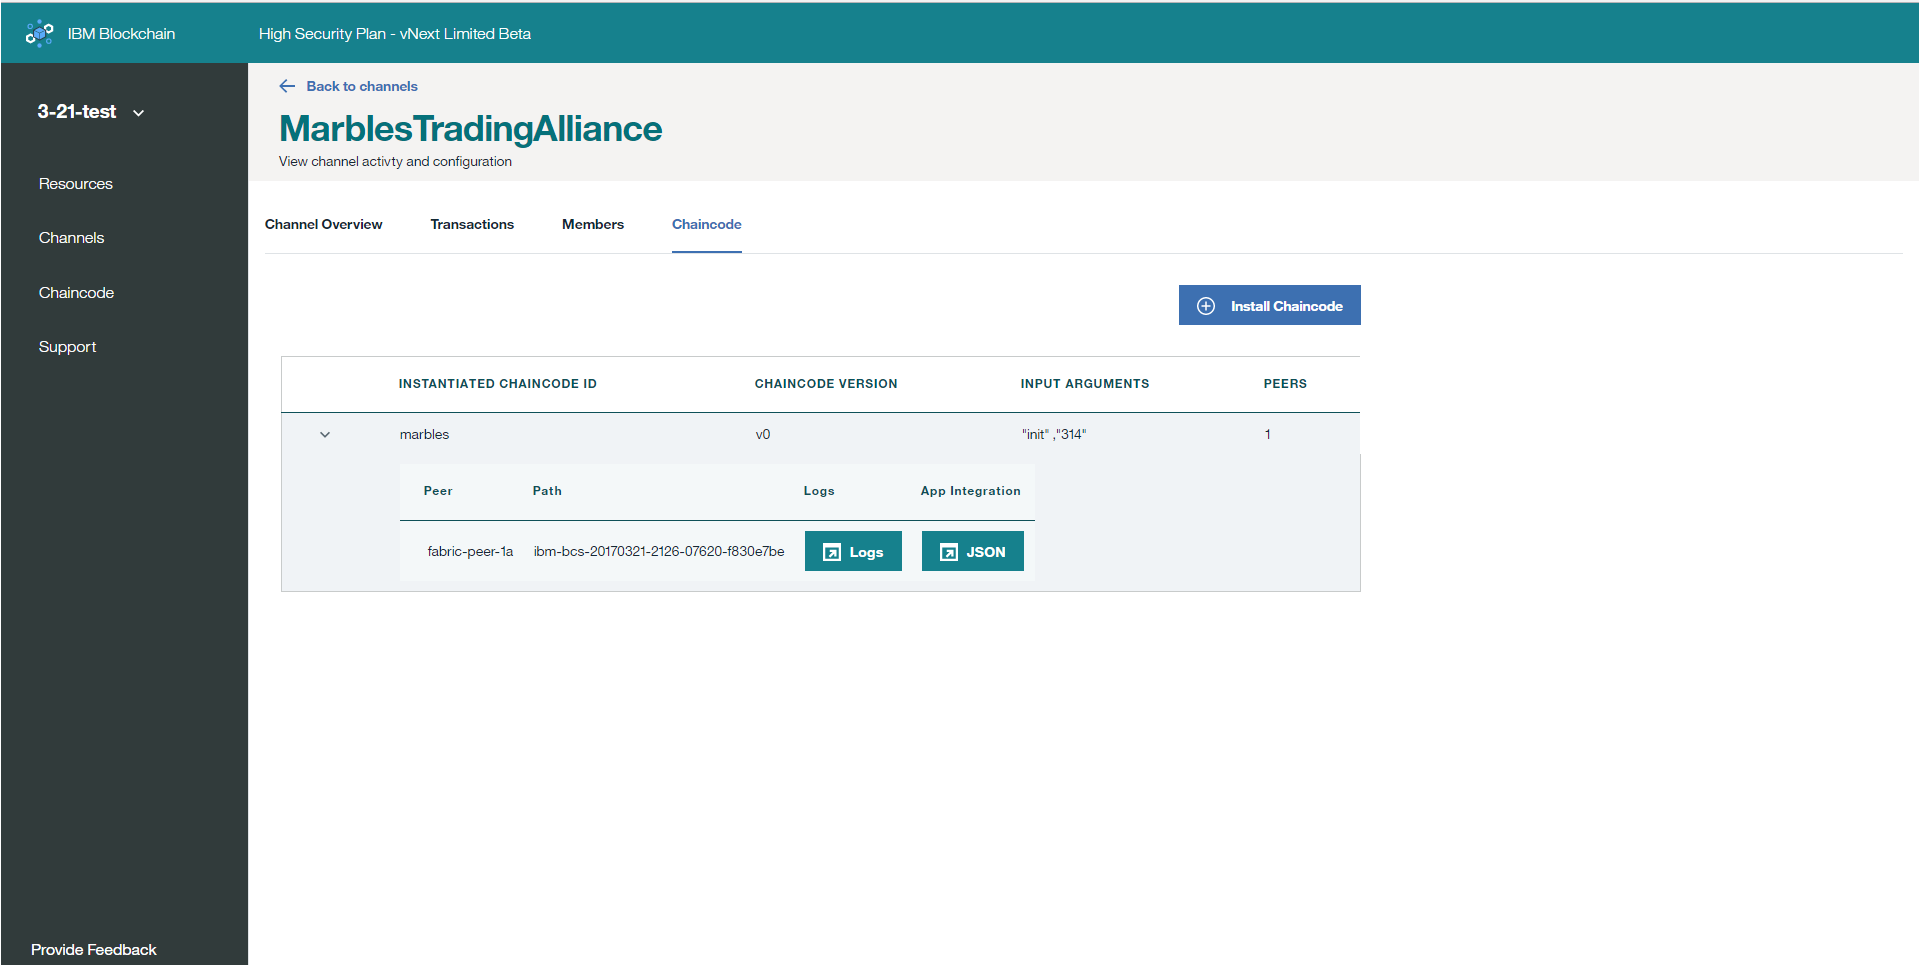 IBM Blockchain
High Security Plan - vNext Limited Beta
3-21-test
Resources
Channels
Chaincode
Support
Provide Feedback
Back to channels
MarblesTradingAlliance
View channel activty and configuration
Channel Overview Transactions Members Chaincode
Install Chaincode
INSTANTIATED CHAINCODE ID CHAINCODE VERSION INPUT ARGUMENTS PEERS
marbles v0 "init" ,"314" 1
Peer Path Logs App Integration
fabric-peer-1a ibm-bcs-20170321-2126-07620-f830e7be Logs JSON